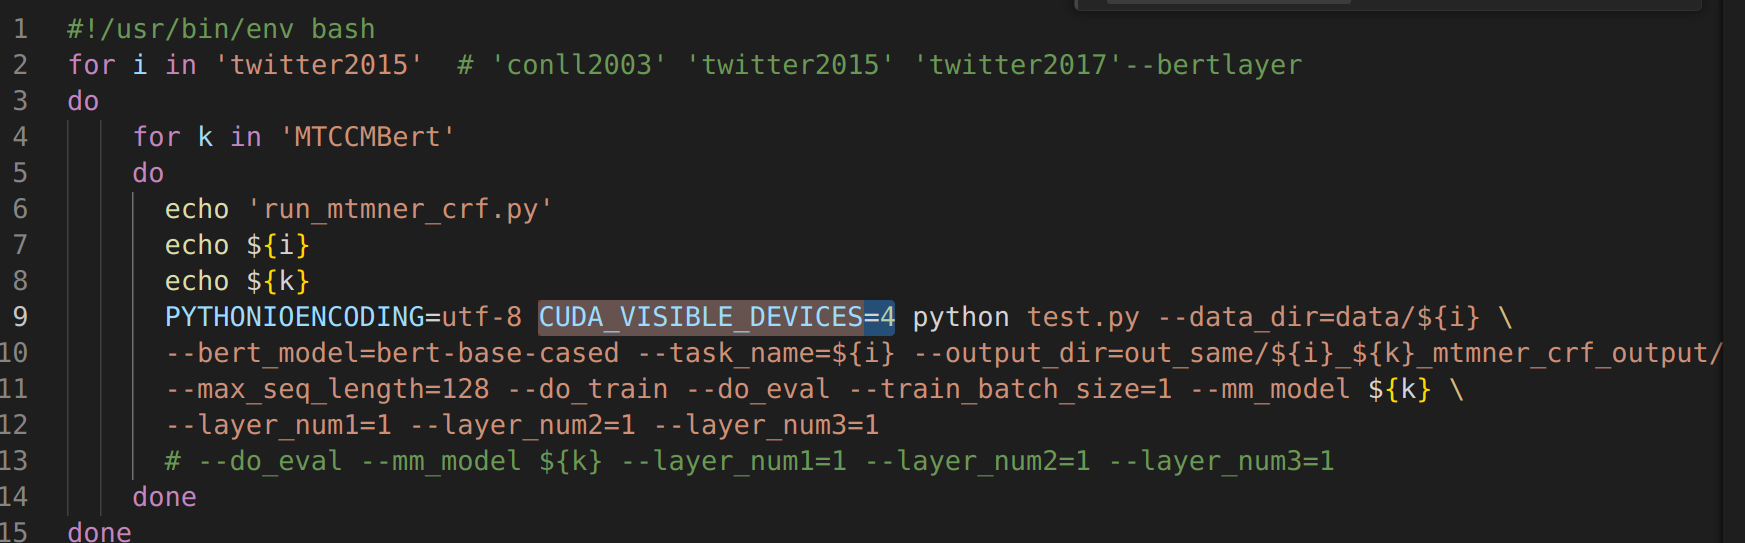 1 #!/usr/bin/env bash
2 for i in 'twitter2015'  # 'conll2003' 'twitter2015' 'twitter2017'--bertlayer
3 do
4     for k in 'MTCCMBert'
5     do
6       echo 'run_mtmner_crf.py'
7       echo ${i}
8       echo ${k}
9       PYTHONIOENCODING=utf-8 CUDA_VISIBLE_DEVICES=4 python test.py --data_dir=data/${i} \
10       --bert_model=bert-base-cased --task_name=${i} --output_dir=out_same/${i}_${k}_mtmner_crf_output/
11       --max_seq_length=128 --do_train --do_eval --train_batch_size=1 --mm_model ${k} \
12       --layer_num1=1 --layer_num2=1 --layer_num3=1
13       # --do_eval --mm_model ${k} --layer_num1=1 --layer_num2=1 --layer_num3=1
14     done
15 done